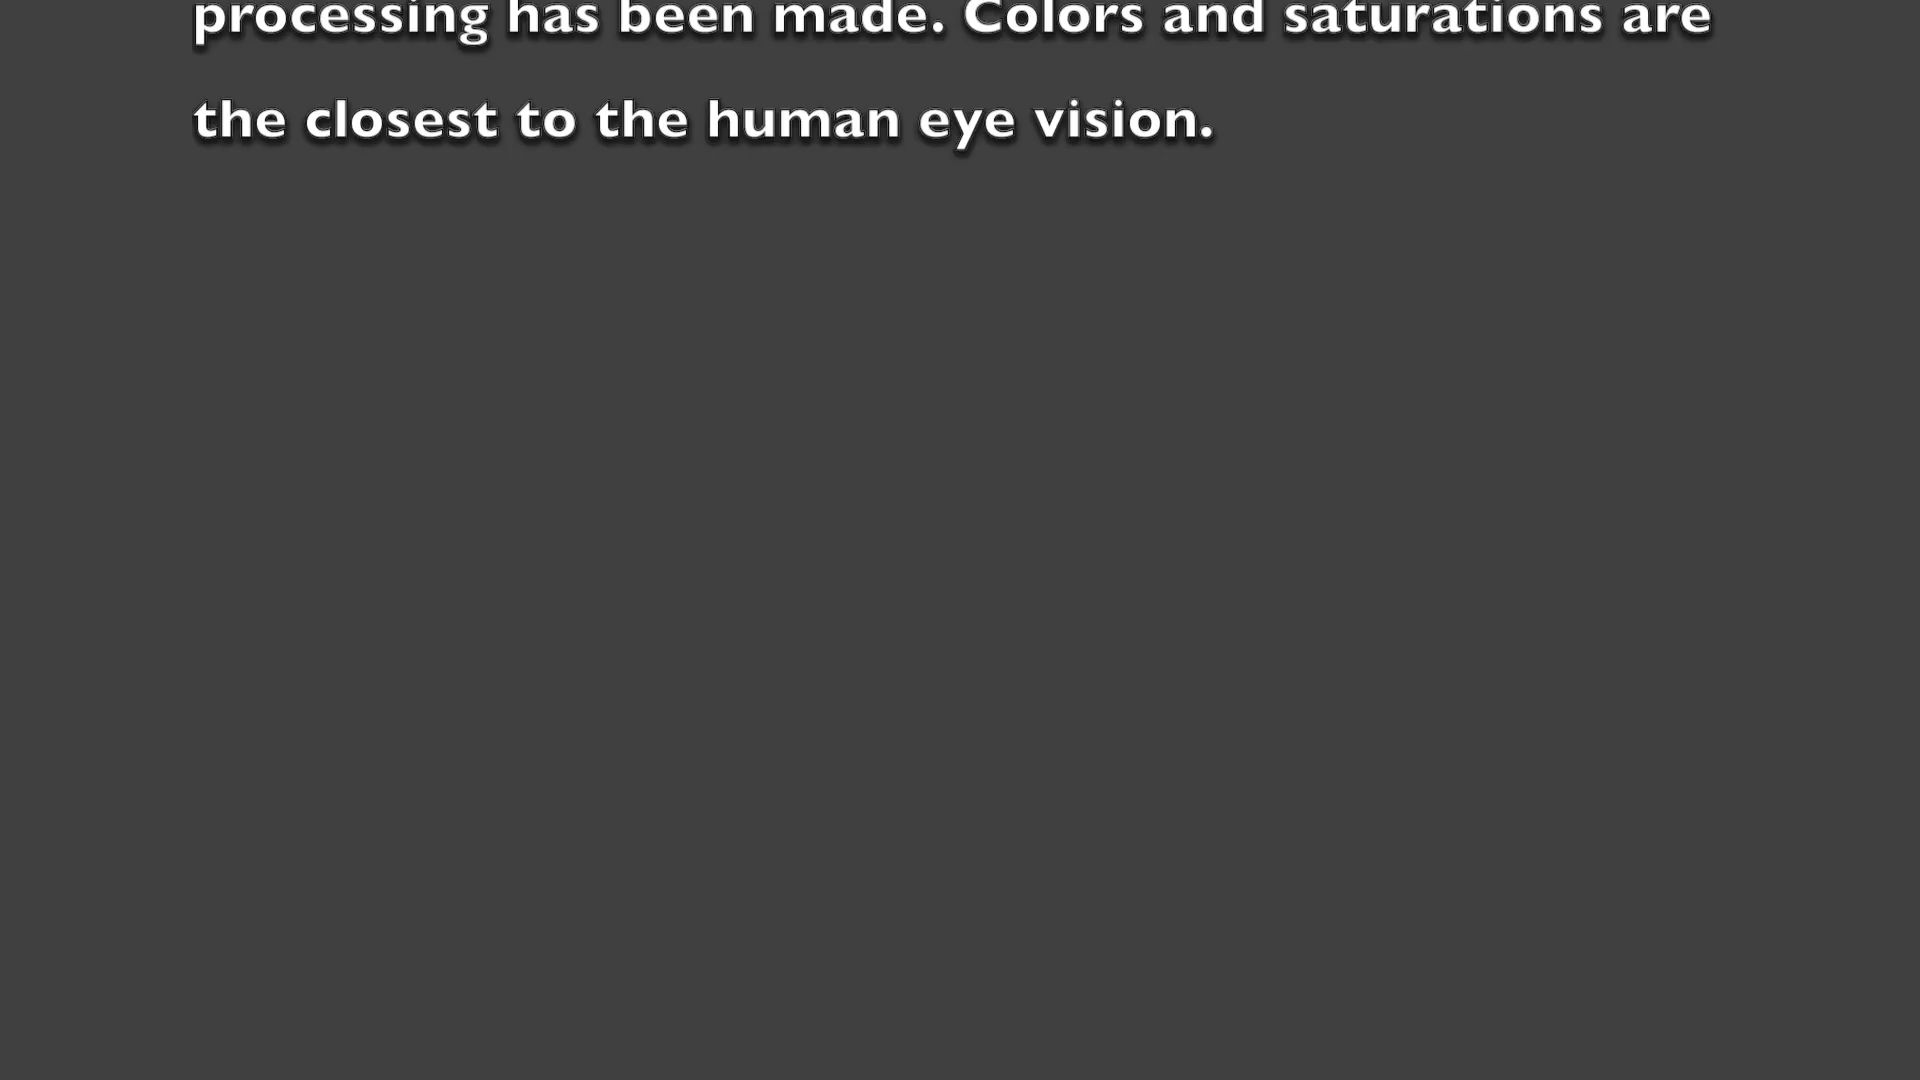 processing has been made. Colors and saturations are
the closest to the human eye vision.